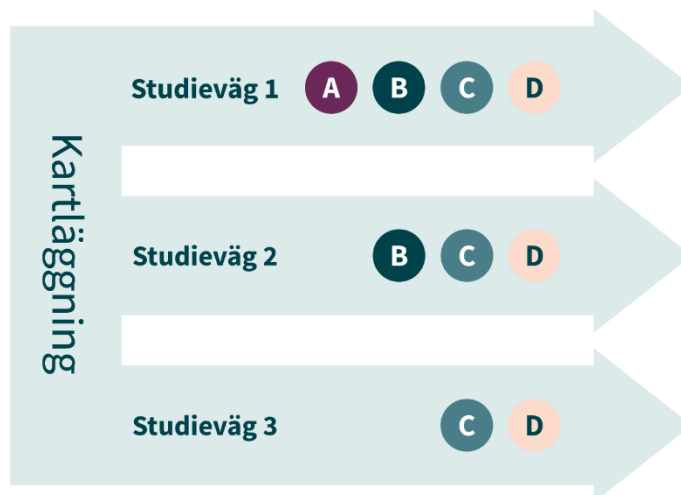 Kartläggning
Studieväg 1 A B C D
Studieväg 2 B C D
Studieväg 3 C D